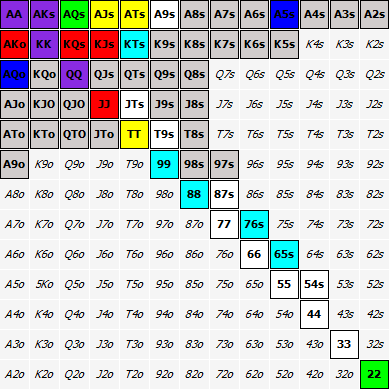 AA AKs AQs AJs ATs A9s A8s A7s A6s A5s A4s A3s A2s
AKo KK KQs KJs KTs K9s K8s K7s K6s K5s K4s K3s K2s
AQo KQo QQ QJs QTs Q9s Q8s Q7s Q6s Q5s Q4s Q3s Q2s
AJo KJO QJO JJ JTs J9s J8s J7s J6s J5s J4s J3s J2s
ATo KTo QTO JTo TT T9s T8s T7s T6s T5s T4s T3s T2s
A9o K9o Q9o J9o T9o 99 98s 97s 96s 95s 94s 93s 92s
A8o K8o Q8o J8o T8o 98o 88 87s 86s 85s 84s 83s 82s
A7o K7o Q7o J7o T7o 97o 87o 77 76s 75s 74s 73s 72s
A6o K6o Q6o J6o T6o 96o 86o 76o 66 65s 64s 63s 62s
A5o 5Ko Q5o J5o T5o 95o 85o 75o 65o 55 54s 53s 52s
A4o K4o Q4o J4o T4o 94o 84o 74o 64o 54o 44 43s 42s
A3o K3o Q3o J3o T3o 93o 83o 73o 63o 53o 43o 33 32s
A2o K2o Q2o J2o T2o 92o 82o 72o 62o 52o 42o 32o 22